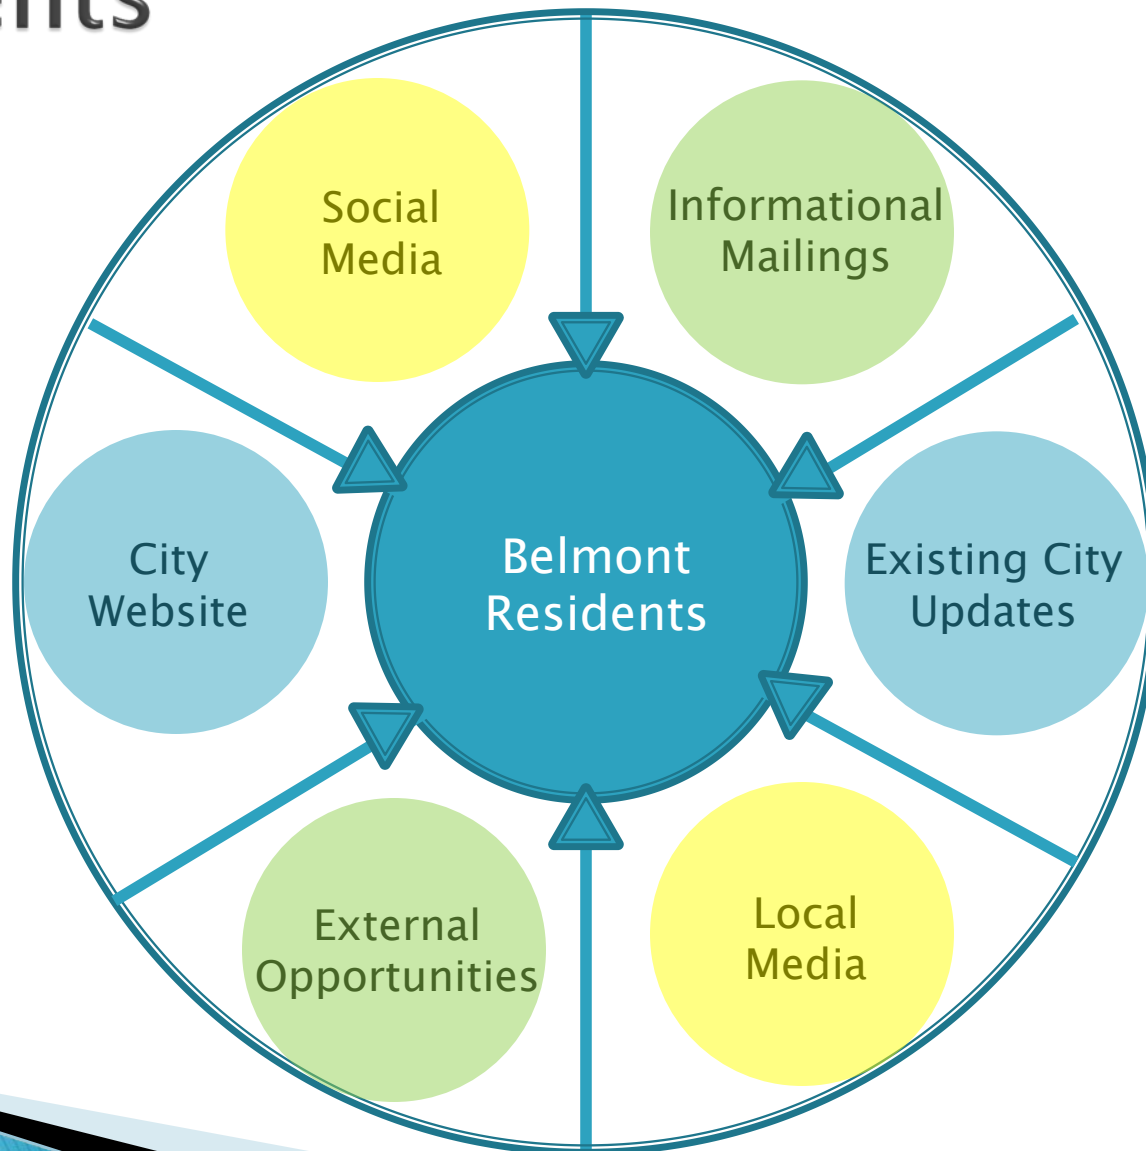 Social
Media
Informational
Mailings
City
Website
Belmont
Residents
Existing City
Updates
External
Opportunities
Local
Media